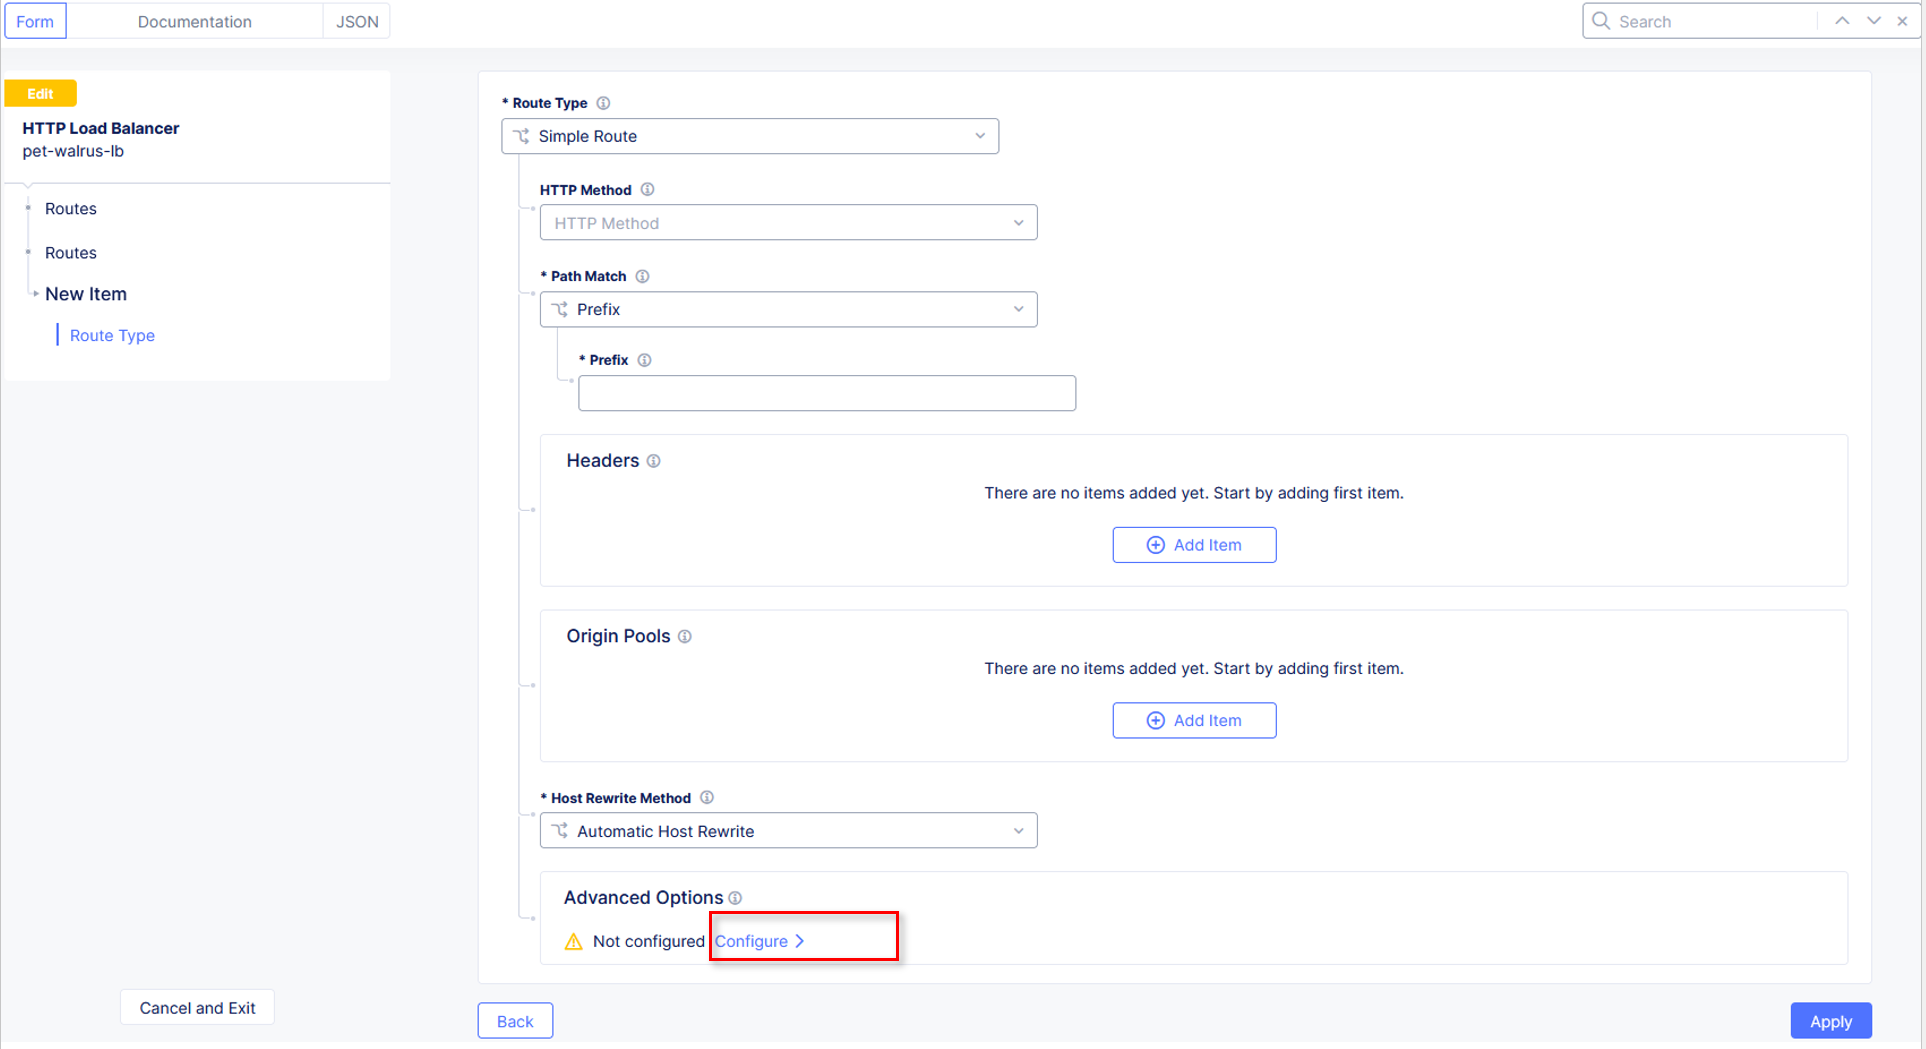 Form
Documentation
JSON
Search
Edit
HTTP Load Balancer
pet-walrus-lb
Routes
Routes
New Item
Route Type
* Route Type
Simple Route
HTTP Method
HTTP Method
* Path Match
Prefix
* Prefix
Headers
There are no items added yet. Start by adding first item.
Add Item
Origin Pools
There are no items added yet. Start by adding first item.
Add Item
* Host Rewrite Method
Automatic Host Rewrite
Advanced Options
Not configured Configure
Cancel and Exit
Back
Apply